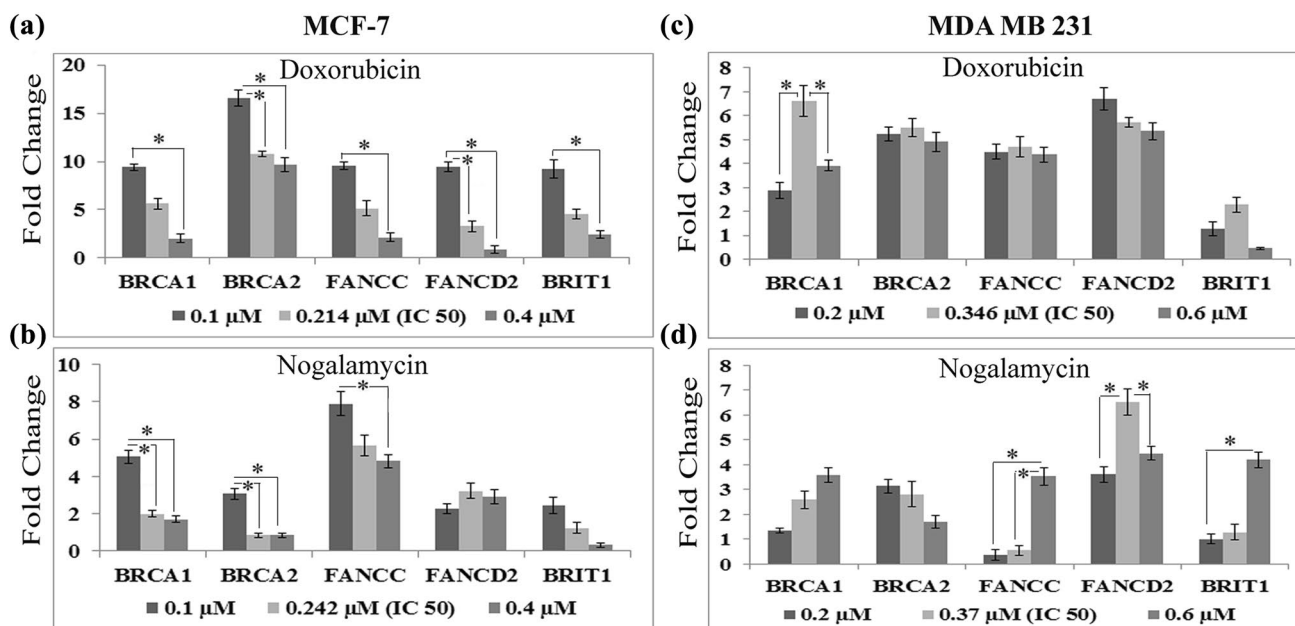 (a)
MCF-7
Doxorubicin
Fold Change
20
15
10
5
0
*
*
*
*
*
*
*
BRCA1 BRCA2 FANCC FANCD2 BRIT1
0.1 µM 0.214 µM (IC 50) 0.4 µM
(b)
Nogalamycin
Fold Change
10
8
6
4
2
0
*
*
*
*
*
BRCA1 BRCA2 FANCC FANCD2 BRIT1
0.1 µM 0.242 µM (IC 50) 0.4 µM
(c)
MDA MB 231
Doxorubicin
Fold Change
8
7
6
5
4
3
2
1
0
* *
BRCA1 BRCA2 FANCC FANCD2 BRIT1
0.2 µM 0.346 µM (IC 50) 0.6 µM
(d)
Nogalamycin
Fold Change
8
7
6
5
4
3
2
1
0
*
*
* *
*
BRCA1 BRCA2 FANCC FANCD2 BRIT1
0.2 µM 0.37 µM (IC 50) 0.6 µM